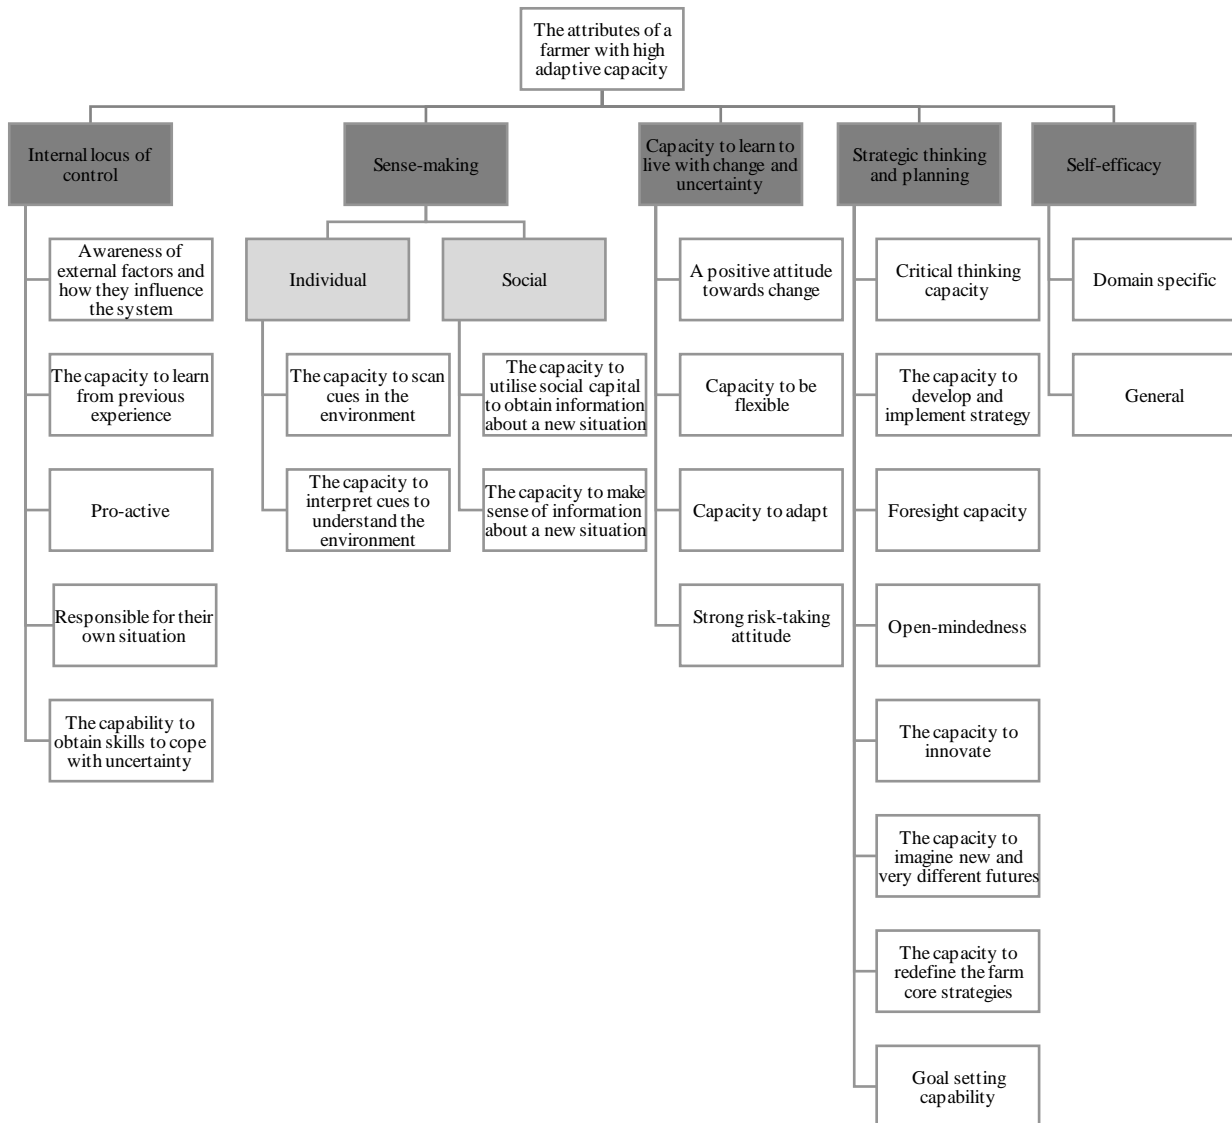 The attributes of a
farmer with high
adaptive capacity
Internal locus of
control
Sense-making
Capacity to learn to
live with change and
uncertainty
Strategic thinking
and planning
Self-efficacy
Awareness of
external factors and
how they influence
the system
The capacity to learn
from previous
experience
Pro-active
Responsible for their
own situation
The capability to
obtain skills to cope
with uncertainty
Individual
Social
The capacity to scan
cues in the
environment
The capacity to
interpret cues to
understand the
environment
The capacity to
utilise social capital
to obtain information
about a new situation
The capacity to make
sense of information
about a new situation
A positive attitude
towards change
Capacity to be
flexible
Capacity to adapt
Strong risk-taking
attitude
Critical thinking
capacity
The capacity to
develop and
implement strategy
Foresight capacity
Open-mindedness
The capacity to
innovate
The capacity to
imagine new and
very different futures
The capacity to
redefine the farm
core strategies
Goal setting
capability
Domain specific
General